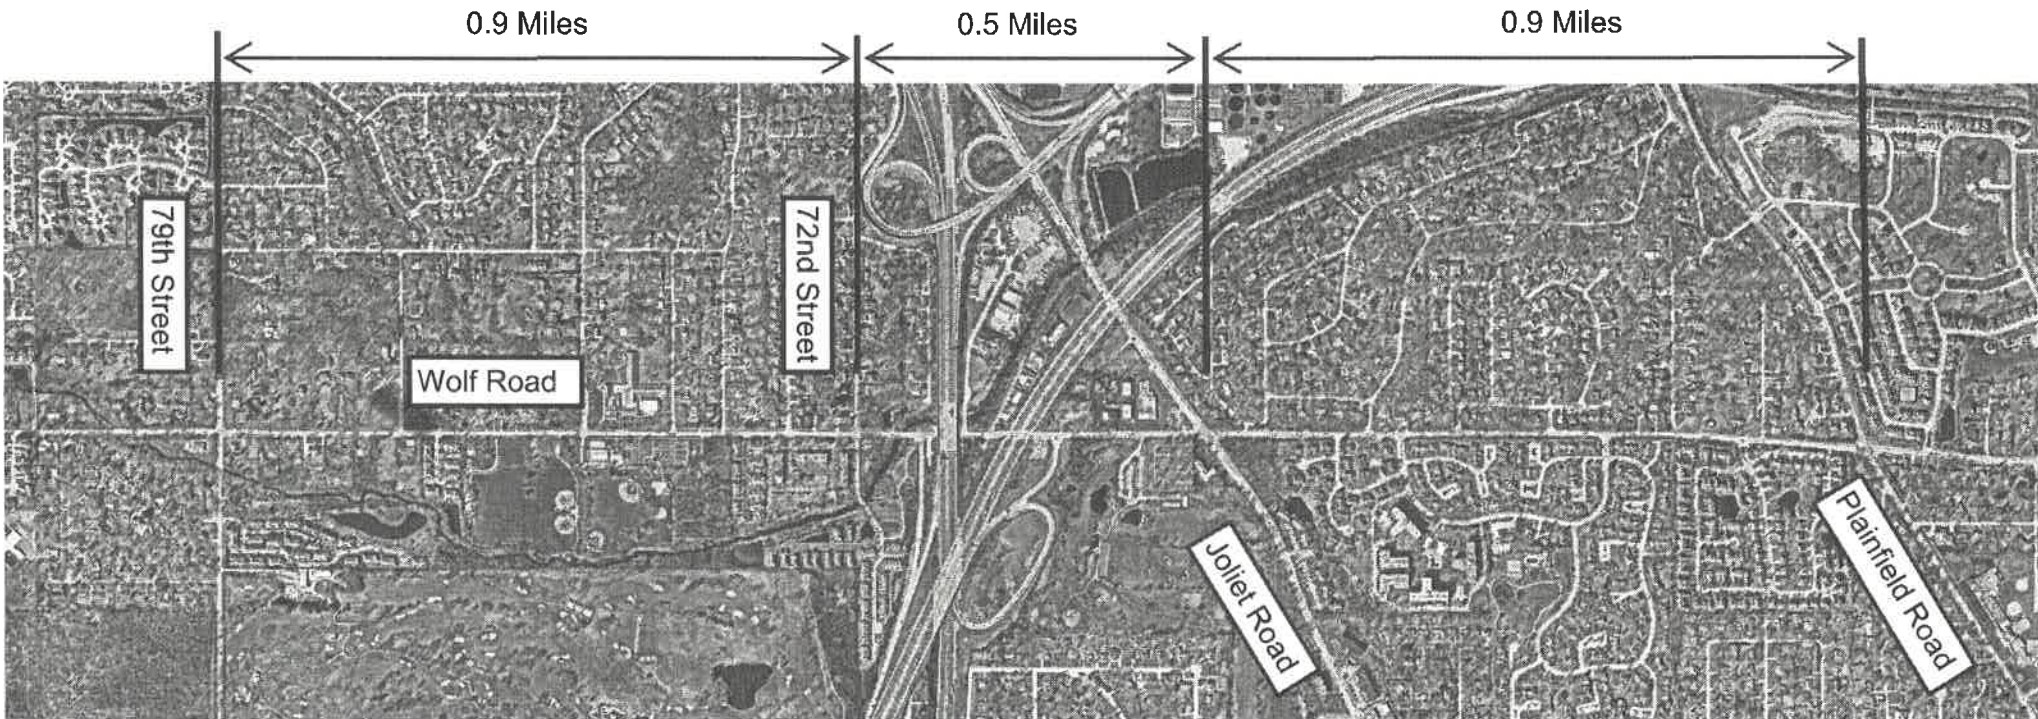 0.9 Miles
0.5 Miles
0.9 Miles
79th Street
72nd Street
Wolf Road
Joliet Road
Plainfield Road